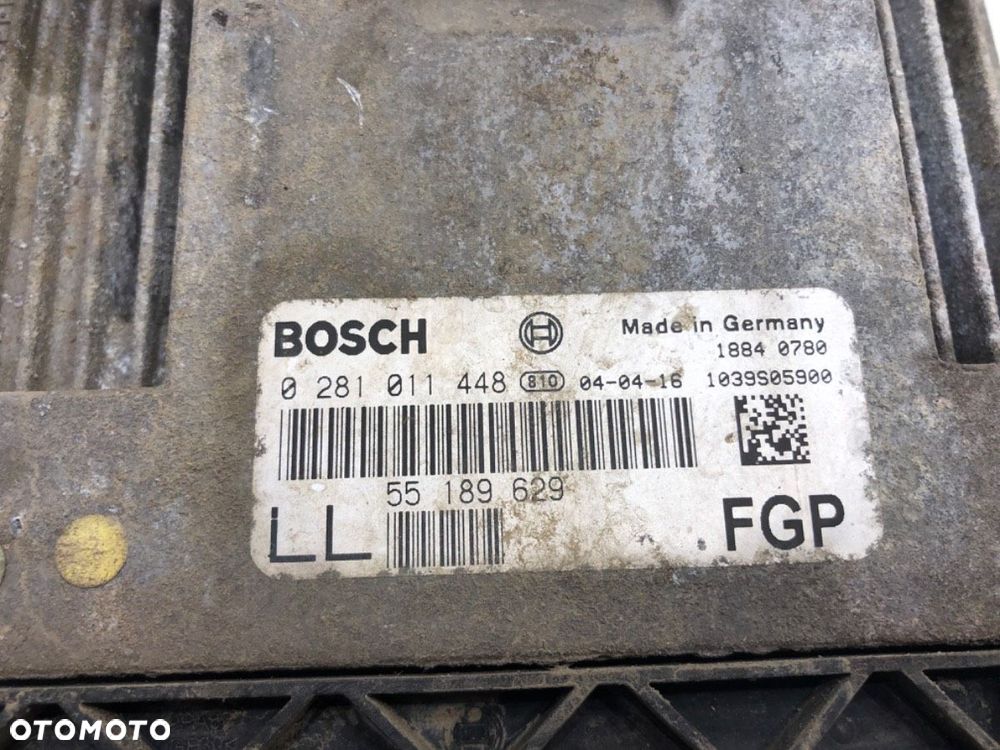 BOSCH
Made in Germany
1884 0780
0 281 011 448 810 04-04-16 1039S05900
55 189 629
LL
FGP
OTOMOTO